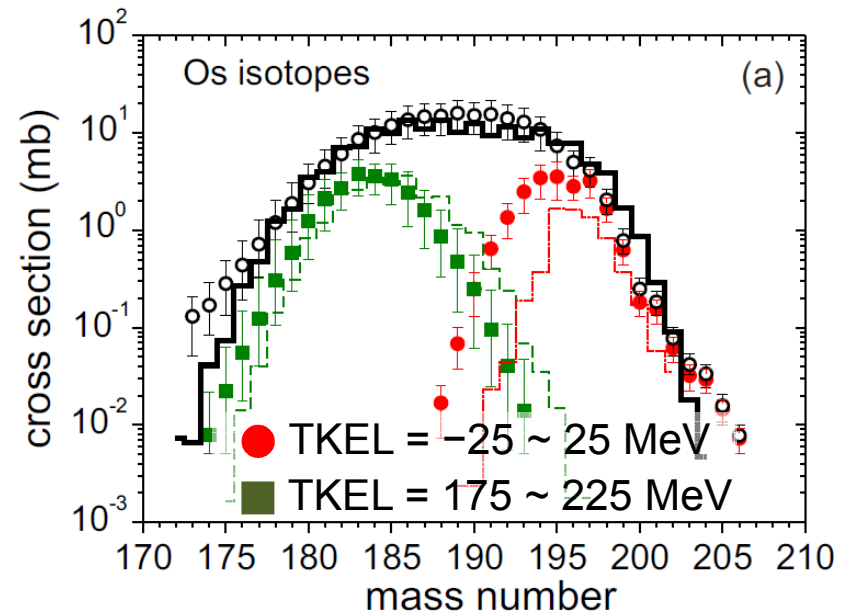 Os isotopes
(a)
cross section (mb)
10²
10¹
10⁰
10⁻¹
10⁻²
10⁻³
TKEL = −25 ~ 25 MeV
TKEL = 175 ~ 225 MeV
170 175 180 185 190 195 200 205 210
mass number